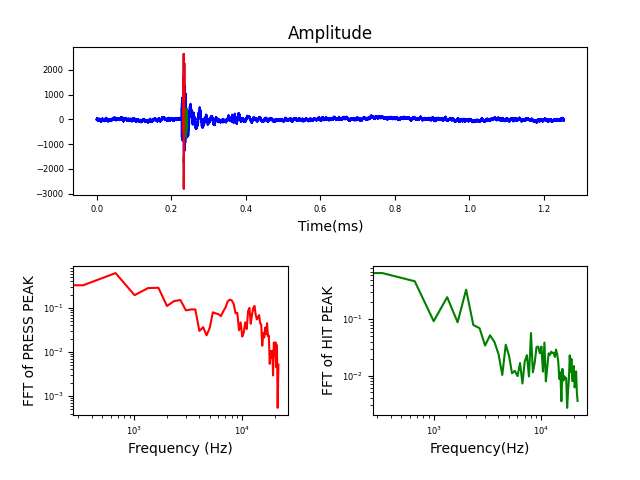 Amplitude
2000
1000
0
−1000
−2000
−3000
0.0 0.2 0.4 0.6 0.8 1.0 1.2
Time(ms)
FFT of PRESS PEAK
10⁻¹
10⁻²
10⁻³
10³ 10⁴
Frequency (Hz)
FFT of HIT PEAK
10⁻¹
10⁻²
10³ 10⁴
Frequency(Hz)